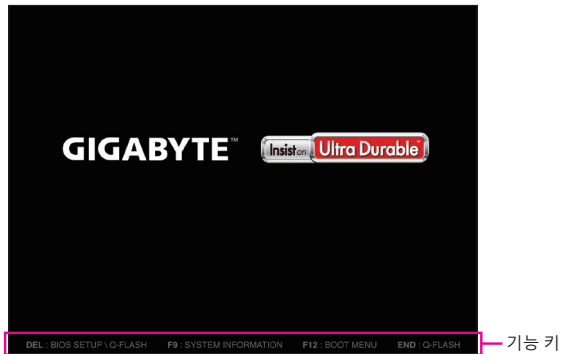 GIGABYTE™
Insist on Ultra Durable™
DEL : BIOS SETUP \ Q-FLASH F9 : SYSTEM INFORMATION F12 : BOOT MENU END : Q-FLASH
기능 키